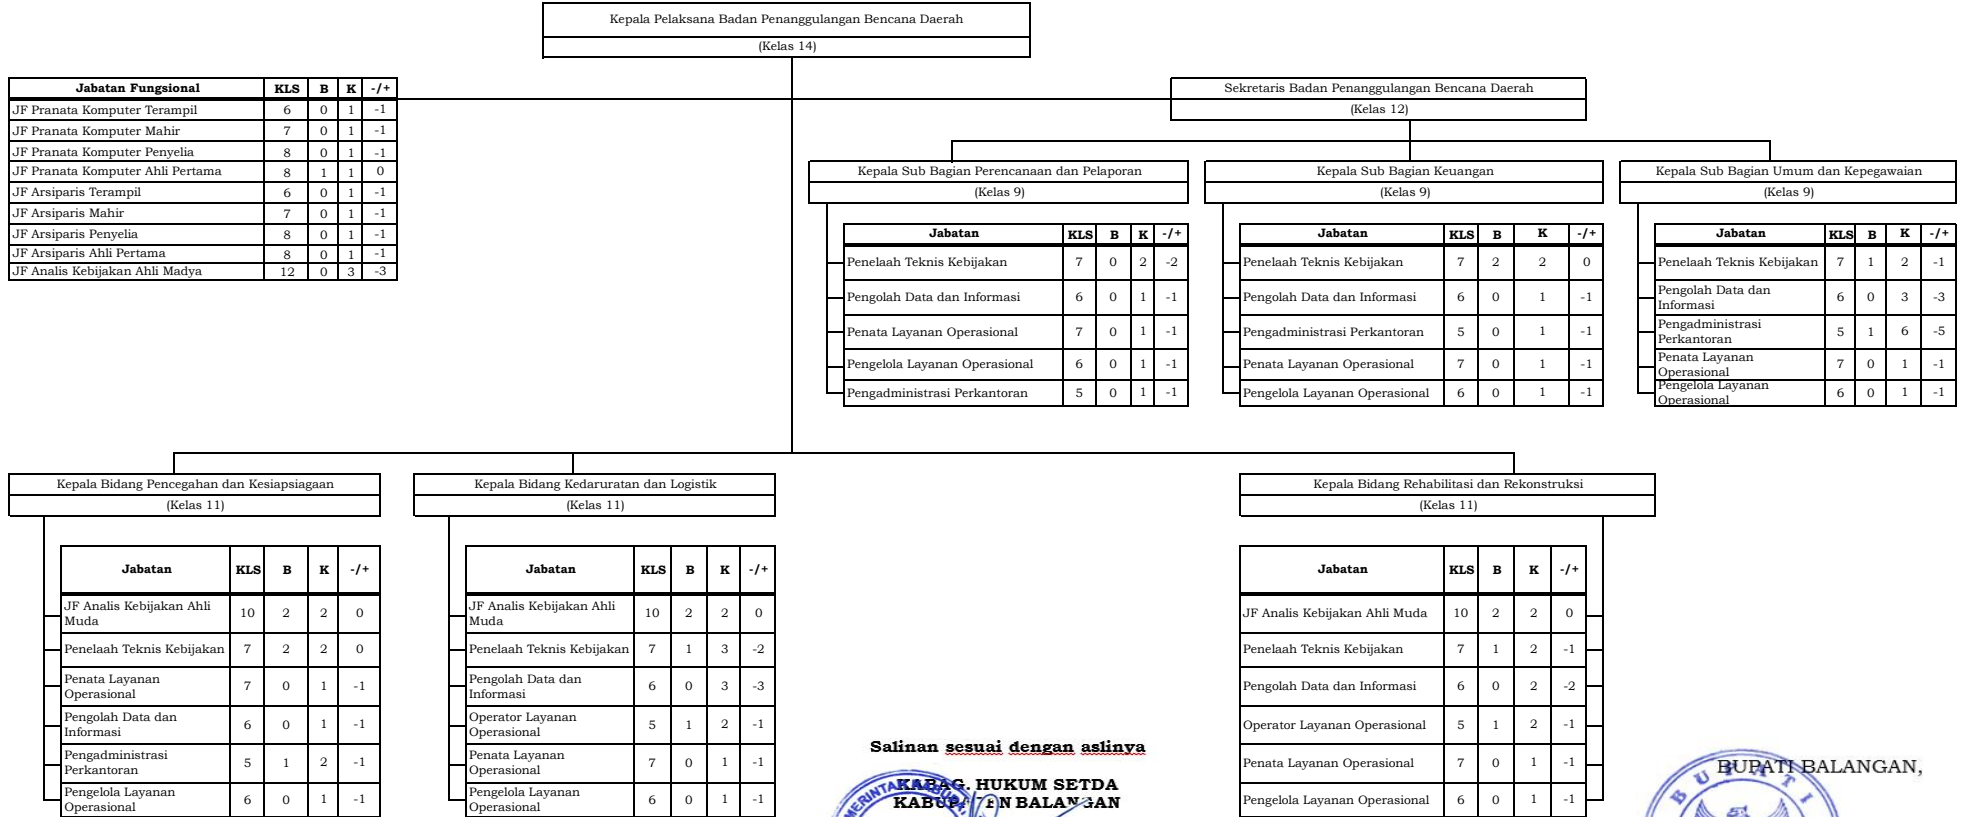 Kepala Pelaksana Badan Penanggulangan Bencana Daerah
(Kelas 14)
Jabatan Fungsional KLS B K -/+
JF Pranata Komputer Terampil 6 0 1 -1
JF Pranata Komputer Mahir 7 0 1 -1
JF Pranata Komputer Penyelia 8 0 1 -1
JF Pranata Komputer Ahli Pertama 8 1 1 0
JF Arsiparis Terampil 6 0 1 -1
JF Arsiparis Mahir 7 0 1 -1
JF Arsiparis Penyelia 8 0 1 -1
JF Arsiparis Ahli Pertama 8 0 1 -1
JF Analis Kebijakan Ahli Madya 12 0 3 -3
Sekretaris Badan Penanggulangan Bencana Daerah
(Kelas 12)
Kepala Sub Bagian Perencanaan dan Pelaporan
(Kelas 9)
Jabatan KLS B K -/+
Penelaah Teknis Kebijakan 7 0 2 -2
Pengolah Data dan Informasi 6 0 1 -1
Penata Layanan Operasional 7 0 1 -1
Pengelola Layanan Operasional 6 0 1 -1
Pengadministrasi Perkantoran 5 0 1 -1
Kepala Sub Bagian Keuangan
(Kelas 9)
Jabatan KLS B K -/+
Penelaah Teknis Kebijakan 7 2 2 0
Pengolah Data dan Informasi 6 0 1 -1
Pengadministrasi Perkantoran 5 0 1 -1
Penata Layanan Operasional 7 0 1 -1
Pengelola Layanan Operasional 6 0 1 -1
Kepala Sub Bagian Umum dan Kepegawaian
(Kelas 9)
Jabatan KLS B K -/+
Penelaah Teknis Kebijakan 7 1 2 -1
Pengolah Data dan
Informasi 6 0 3 -3
Pengadministrasi
Perkantoran 5 1 6 -5
Penata Layanan
Operasional 7 0 1 -1
Pengelola Layanan
Operasional 6 0 1 -1
Kepala Bidang Pencegahan dan Kesiapsiagaan
(Kelas 11)
Jabatan KLS B K -/+
JF Analis Kebijakan Ahli
Muda 10 2 2 0
Penelaah Teknis Kebijakan 7 2 2 0
Penata Layanan
Operasional 7 0 1 -1
Pengolah Data dan
Informasi 6 0 1 -1
Pengadministrasi
Perkantoran 5 1 2 -1
Pengelola Layanan
Operasional 6 0 1 -1
Kepala Bidang Kedaruratan dan Logistik
(Kelas 11)
Jabatan KLS B K -/+
JF Analis Kebijakan Ahli
Muda 10 2 2 0
Penelaah Teknis Kebijakan 7 1 3 -2
Pengolah Data dan
Informasi 6 0 3 -3
Operator Layanan
Operasional 5 1 2 -1
Penata Layanan
Operasional 7 0 1 -1
Pengelola Layanan
Operasional 6 0 1 -1
Kepala Bidang Rehabilitasi dan Rekonstruksi
(Kelas 11)
Jabatan KLS B K -/+
JF Analis Kebijakan Ahli Muda 10 2 2 0
Penelaah Teknis Kebijakan 7 1 2 -1
Pengolah Data dan Informasi 6 0 2 -2
Operator Layanan Operasional 5 1 2 -1
Penata Layanan Operasional 7 0 1 -1
Pengelola Layanan Operasional 6 0 1 -1
Salinan sesuai dengan aslinya
KABAG. HUKUM SETDA
KABUPATEN BALANGAN
BUPATI BALANGAN,
BUPATI